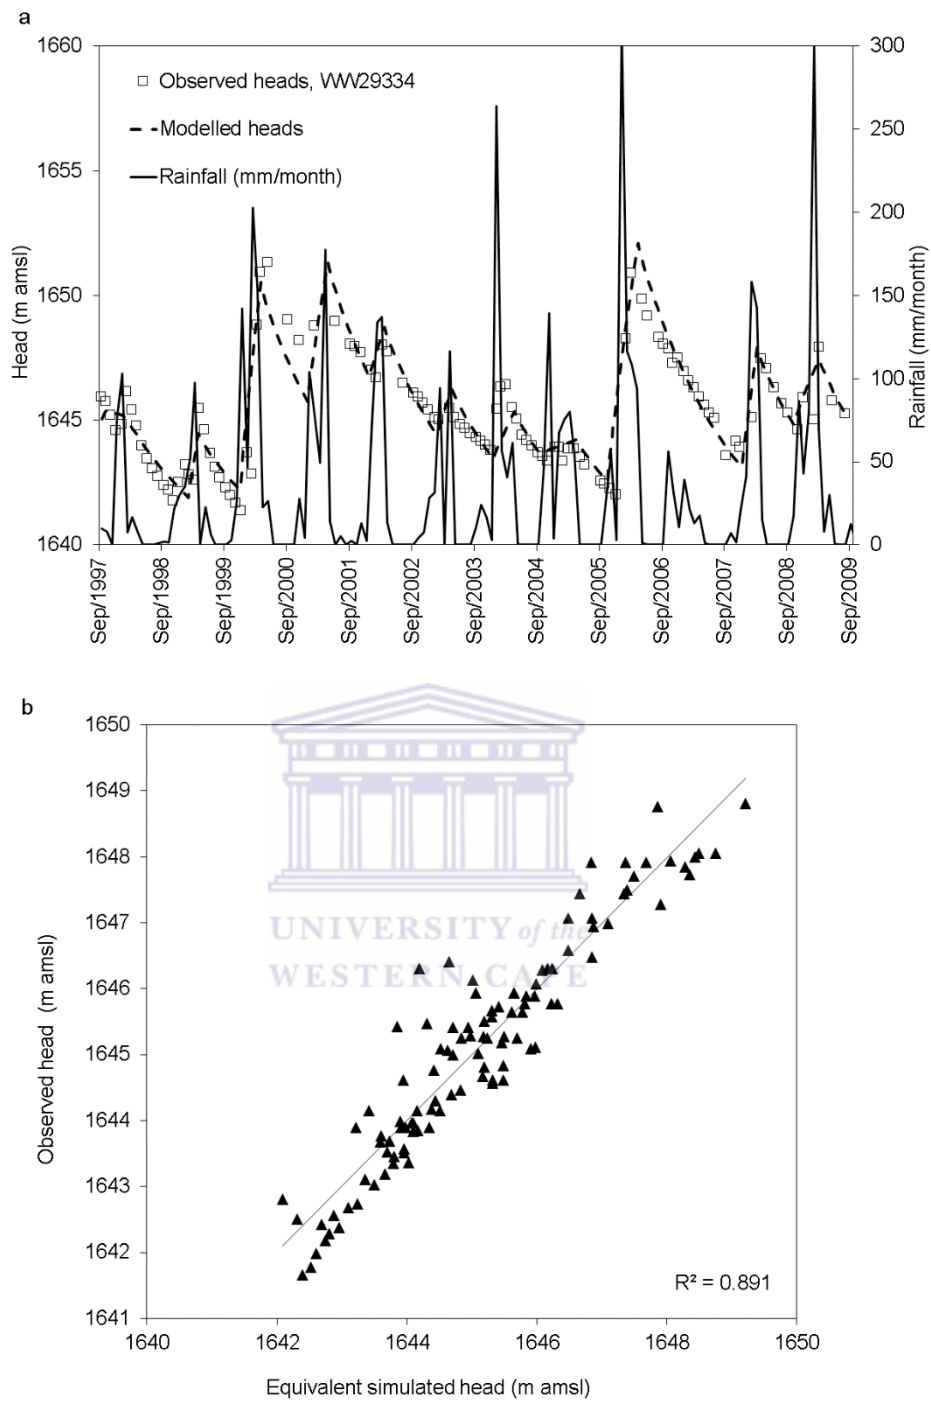 a
1660
1655
1650
1645
1640
Head (m amsl)
Observed heads, WW29334
Modelled heads
Rainfall (mm/month)
300
250
200
150
100
50
0
Rainfall (mm/month)
Sep/1997
Sep/1998
Sep/1999
Sep/2000
Sep/2001
Sep/2002
Sep/2003
Sep/2004
Sep/2005
Sep/2006
Sep/2007
Sep/2008
Sep/2009
b
1650
1649
1648
1647
1646
1645
1644
1643
1642
1641
Observed head (m amsl)
UNIVERSITY of the
WESTERN CAPE
R² = 0.891
1640 1642 1644 1646 1648 1650
Equivalent simulated head (m amsl)